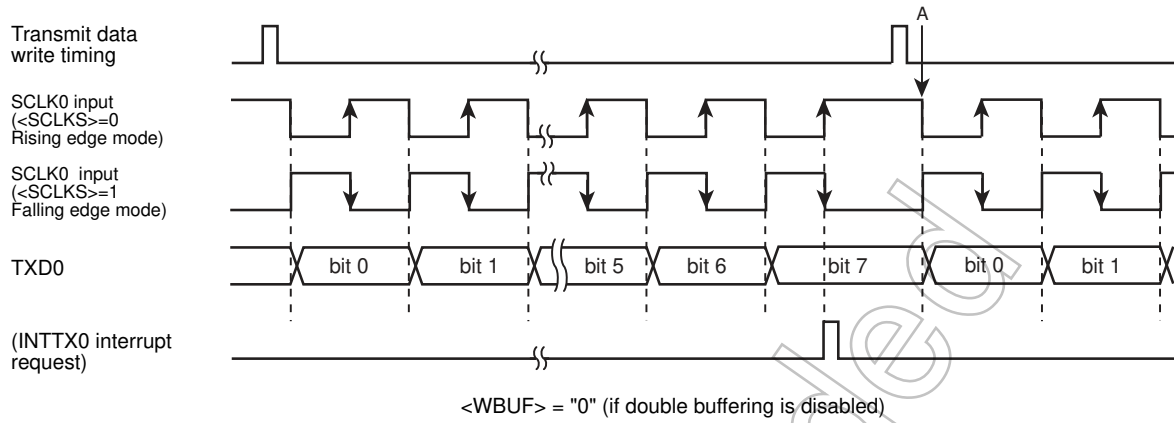 Transmit data
write timing
A
SCLK0 input
(<SCLKS>=0
Rising edge mode)
SCLK0 input
(<SCLKS>=1
Falling edge mode)
TXD0
bit 0
bit 1
bit 5
bit 6
bit 7
bit 0
bit 1
(INTTX0 interrupt
request)
<WBUF> = "0" (if double buffering is disabled)
ded